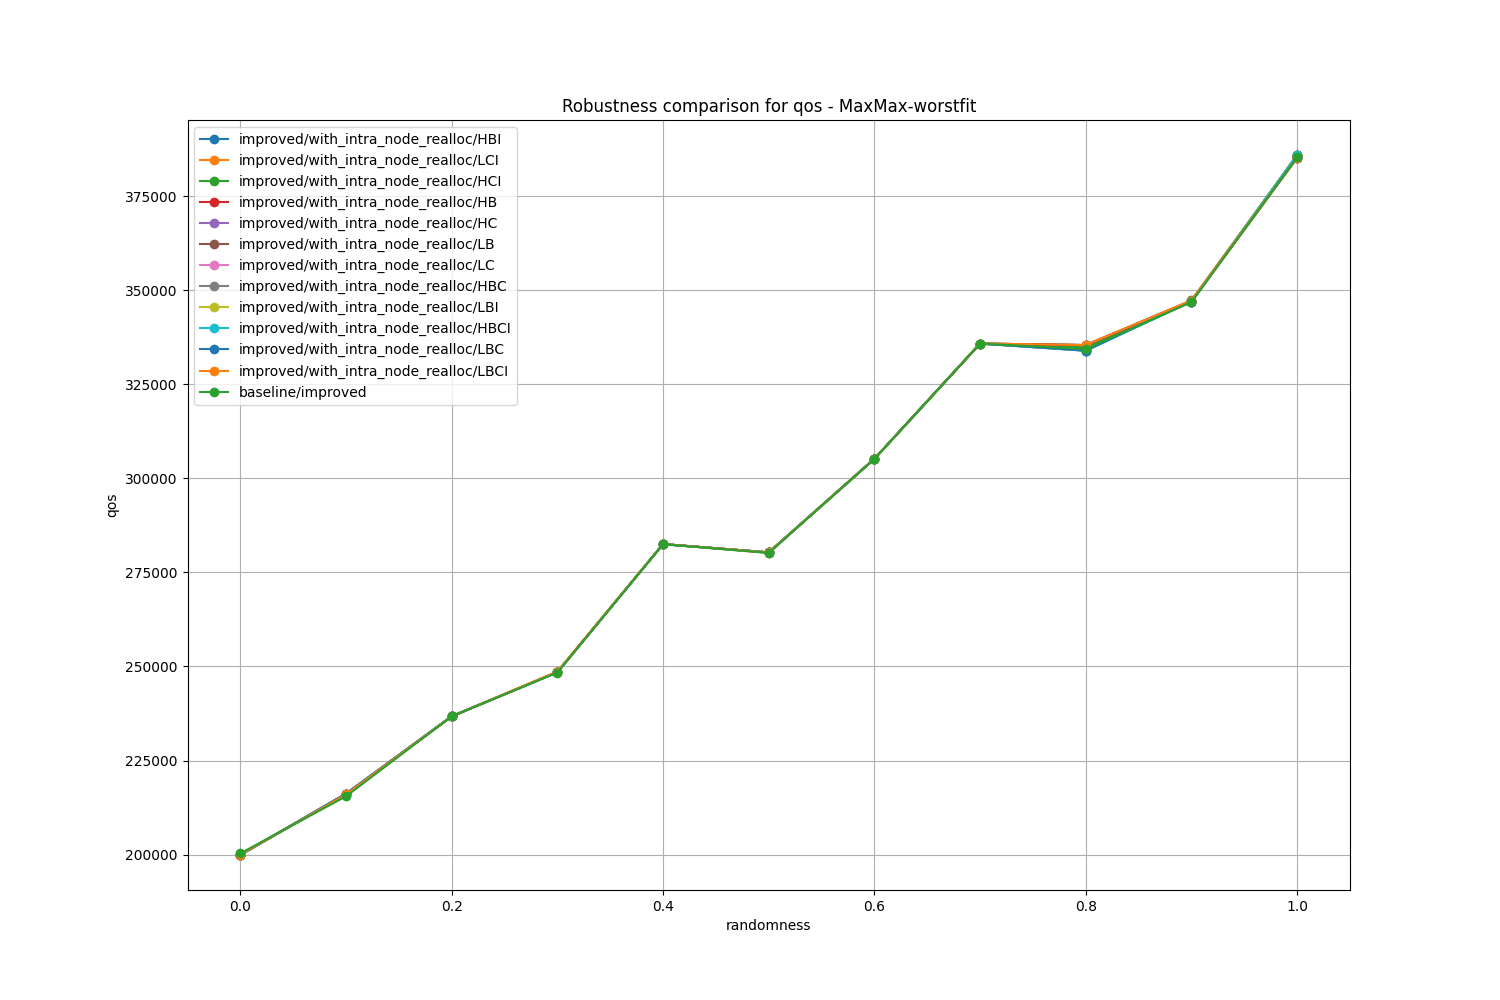 Robustness comparison for qos - MaxMax-worstfit
improved/with_intra_node_realloc/HBI
improved/with_intra_node_realloc/LCI
improved/with_intra_node_realloc/HCI
improved/with_intra_node_realloc/HB
improved/with_intra_node_realloc/HC
improved/with_intra_node_realloc/LB
improved/with_intra_node_realloc/LC
improved/with_intra_node_realloc/HBC
improved/with_intra_node_realloc/LBI
improved/with_intra_node_realloc/HBCI
improved/with_intra_node_realloc/LBC
improved/with_intra_node_realloc/LBCI
baseline/improved
375000
350000
325000
300000
275000
250000
225000
200000
qos
0.0 0.2 0.4 0.6 0.8 1.0
randomness